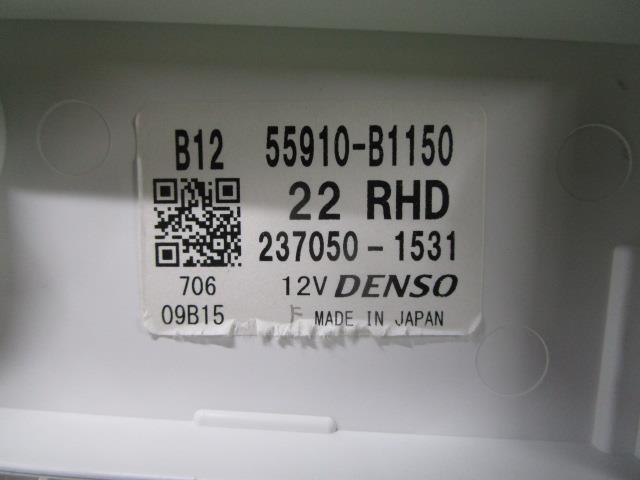 B12 55910-B1150
22 RHD
237050-1531
706 12V DENSO
09B15 F MADE IN JAPAN